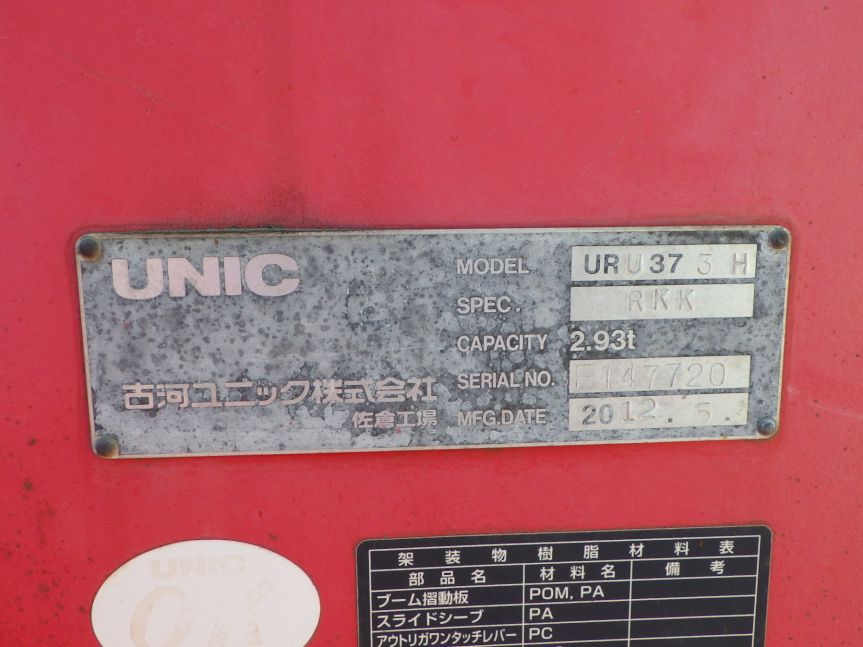 UNIC
MODEL URU373H
SPEC. RKK
CAPACITY 2.93t
SERIAL NO. F147720
MFG.DATE 2012.5.
古河ユニック株式会社
佐倉工場
UNIC
架装物樹脂材料表
部品名 材料名 備考
ブーム摺動板 POM, PA
スライドシーブ PA
アウトリガワンタッチレバー PC